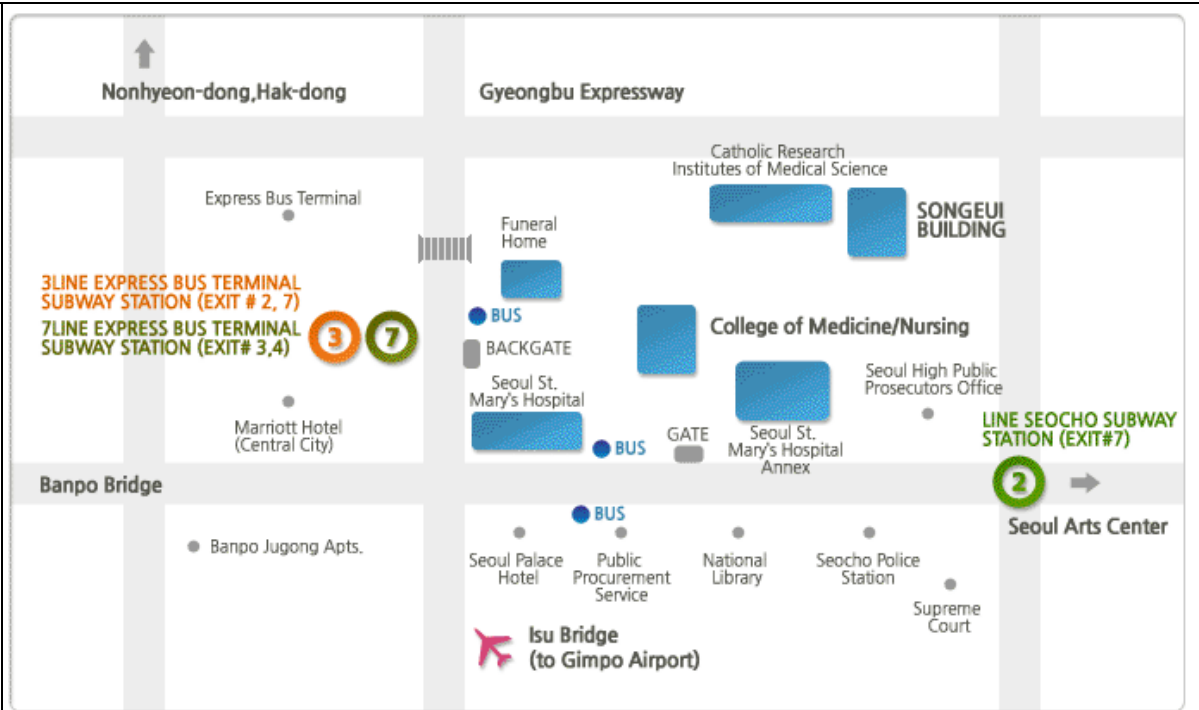 Nonhyeon-dong,Hak-dong
Gyeongbu Expressway
Catholic Research
Institutes of Medical Science
Express Bus Terminal
SONGEUI
BUILDING
Funeral
Home
3LINE EXPRESS BUS TERMINAL
SUBWAY STATION (EXIT # 2, 7)
7LINE EXPRESS BUS TERMINAL
SUBWAY STATION (EXIT# 3,4)
3
7
BUS
BACKGATE
College of Medicine/Nursing
Seoul St.
Mary's Hospital
Seoul High Public
Prosecutors Office
Marriott Hotel
(Central City)
BUS
GATE
Seoul St.
Mary's Hospital
Annex
LINE SEOCHO SUBWAY
STATION (EXIT#7)
2
Banpo Bridge
Seoul Arts Center
BUS
Banpo Jugong Apts.
Seoul Palace
Hotel
Public
Procurement
Service
National
Library
Seocho Police
Station
Supreme
Court
Isu Bridge
(to Gimpo Airport)